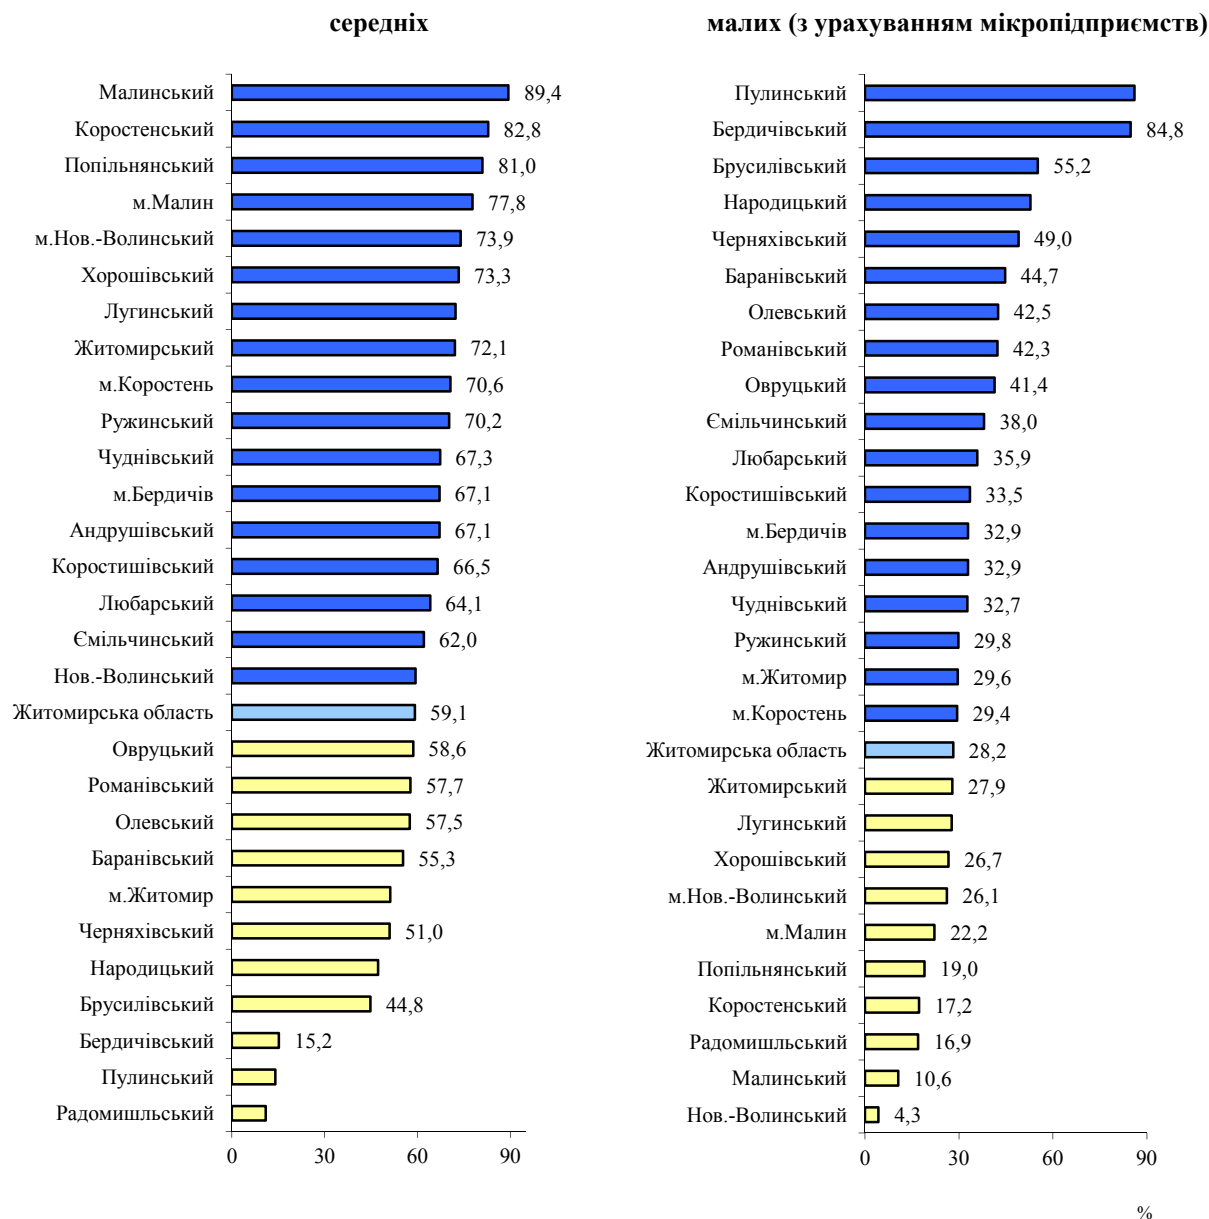 середніх
Малинський 89,4
Коростенський 82,8
Попільнянський 81,0
м.Малин 77,8
м.Нов.-Волинський 73,9
Хорошівський 73,3
Лугинський
Житомирський 72,1
м.Коростень 70,6
Ружинський 70,2
Чуднівський 67,3
м.Бердичів 67,1
Андрушівський 67,1
Коростишівський 66,5
Любарський 64,1
Ємільчинський 62,0
Нов.-Волинський
Житомирська область 59,1
Овруцький 58,6
Романівський 57,7
Олевський 57,5
Баранівський 55,3
м.Житомир
Черняхівський 51,0
Народицький
Брусилівський 44,8
Бердичівський 15,2
Пулинський
Радомишльський
0 30 60 90
малих (з урахуванням мікропідприємств)
Пулинський
Бердичівський 84,8
Брусилівський 55,2
Народицький
Черняхівський 49,0
Баранівський 44,7
Олевський 42,5
Романівський 42,3
Овруцький 41,4
Ємільчинський 38,0
Любарський 35,9
Коростишівський 33,5
м.Бердичів 32,9
Андрушівський 32,9
Чуднівський 32,7
Ружинський 29,8
м.Житомир 29,6
м.Коростень 29,4
Житомирська область 28,2
Житомирський 27,9
Лугинський
Хорошівський 26,7
м.Нов.-Волинський 26,1
м.Малин 22,2
Попільнянський 19,0
Коростенський 17,2
Радомишльський 16,9
Малинський 10,6
Нов.-Волинський 4,3
0 30 60 90
%